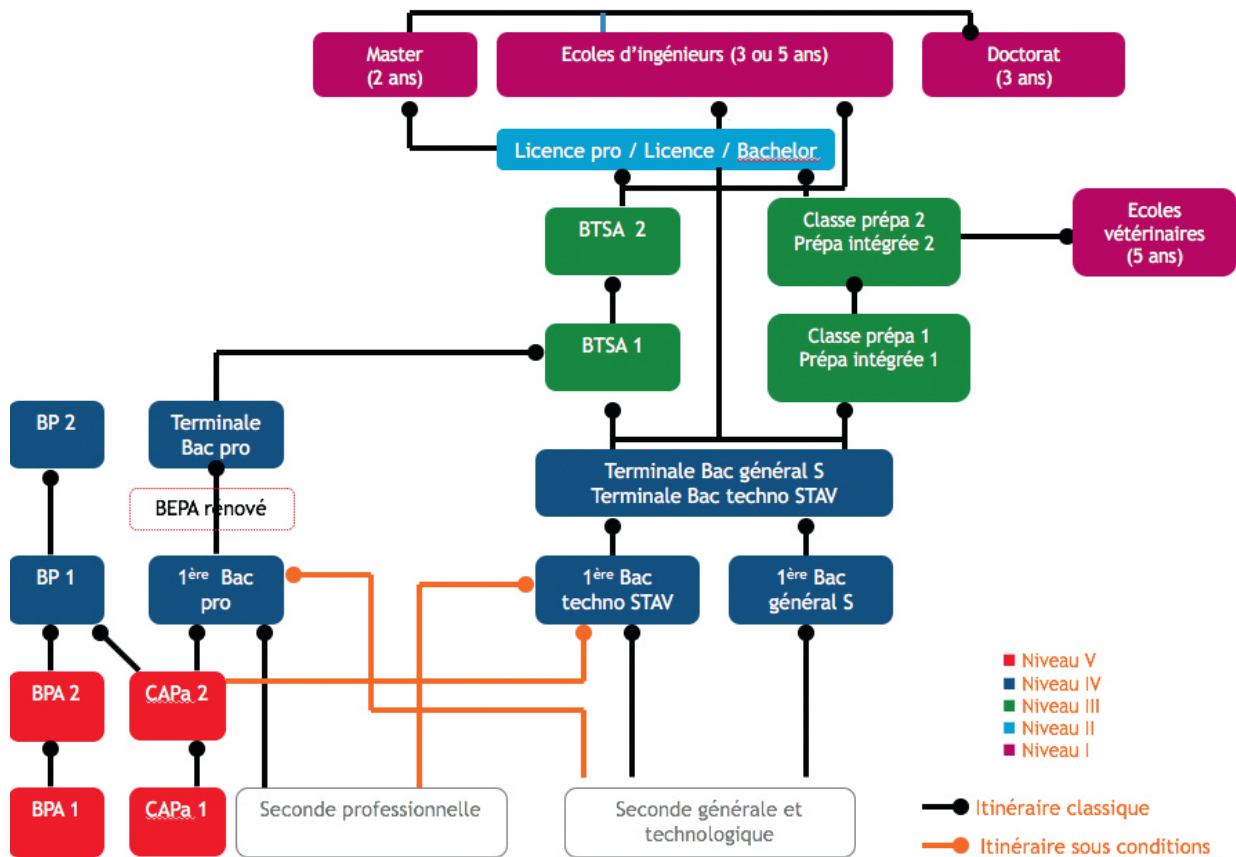 Master
(2 ans)
Ecoles d'ingénieurs (3 ou 5 ans)
Doctorat
(3 ans)
Licence pro / Licence / Bachelor
BTSA 2
Classe prépa 2
Prépa intégrée 2
Ecoles
vétérinaires
(5 ans)
BTSA 1
Classe prépa 1
Prépa intégrée 1
BP 2
Terminale
Bac pro
Terminale Bac général S
Terminale Bac techno STAV
BEPA rénové
BP 1
1ère Bac
pro
1ère Bac
techno STAV
1ère Bac
général S
BPA 2
CAPa 2
Niveau V
Niveau IV
Niveau III
Niveau II
Niveau I
BPA 1
CAPa 1
Seconde professionnelle
Seconde générale et
technologique
Itinéraire classique
Itinéraire sous conditions